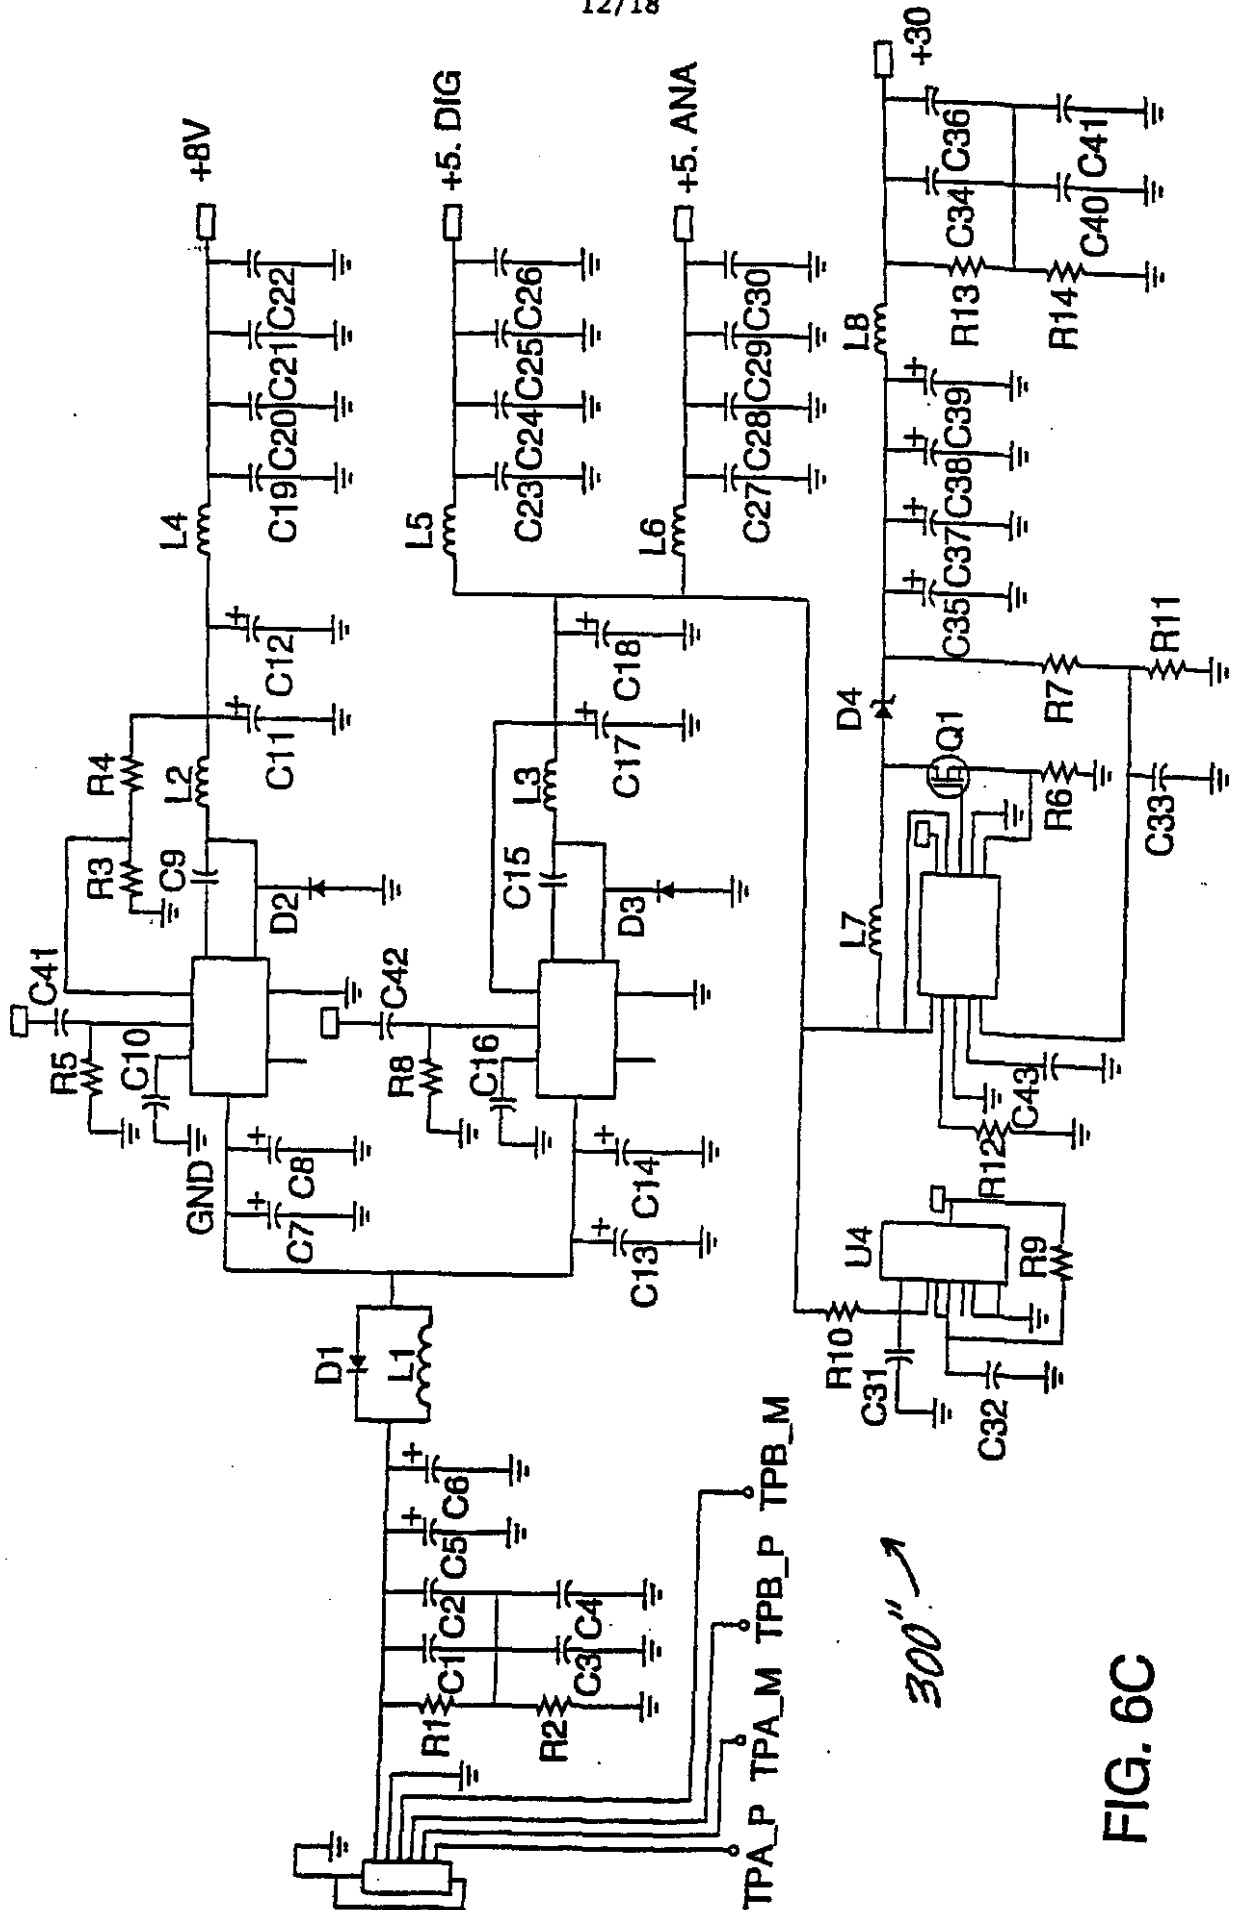 12/18
+8V
+5. DIG
+5. ANA
+30
L4
C19
C20
C21
C22
L5
C23
C24
C25
C26
L6
C27
C28
C29
C30
L8
R13
C34
C36
R14
C40
C41
R4
R3
L2
C9
D2
C11
C12
C41
R5
C10
GND
C7
C8
L3
C15
D3
C17
C18
C42
R8
C16
C13
C14
D4
C35
C37
C38
C39
L7
Q1
R6
R7
R11
C33
C43
R12
U4
R9
R10
C31
C32
D1
L1
R1
C1
C2
C5
C6
R2
C3
C4
TPA_P
TPA_M
TPB_P
TPB_M
300"
FIG. 6C